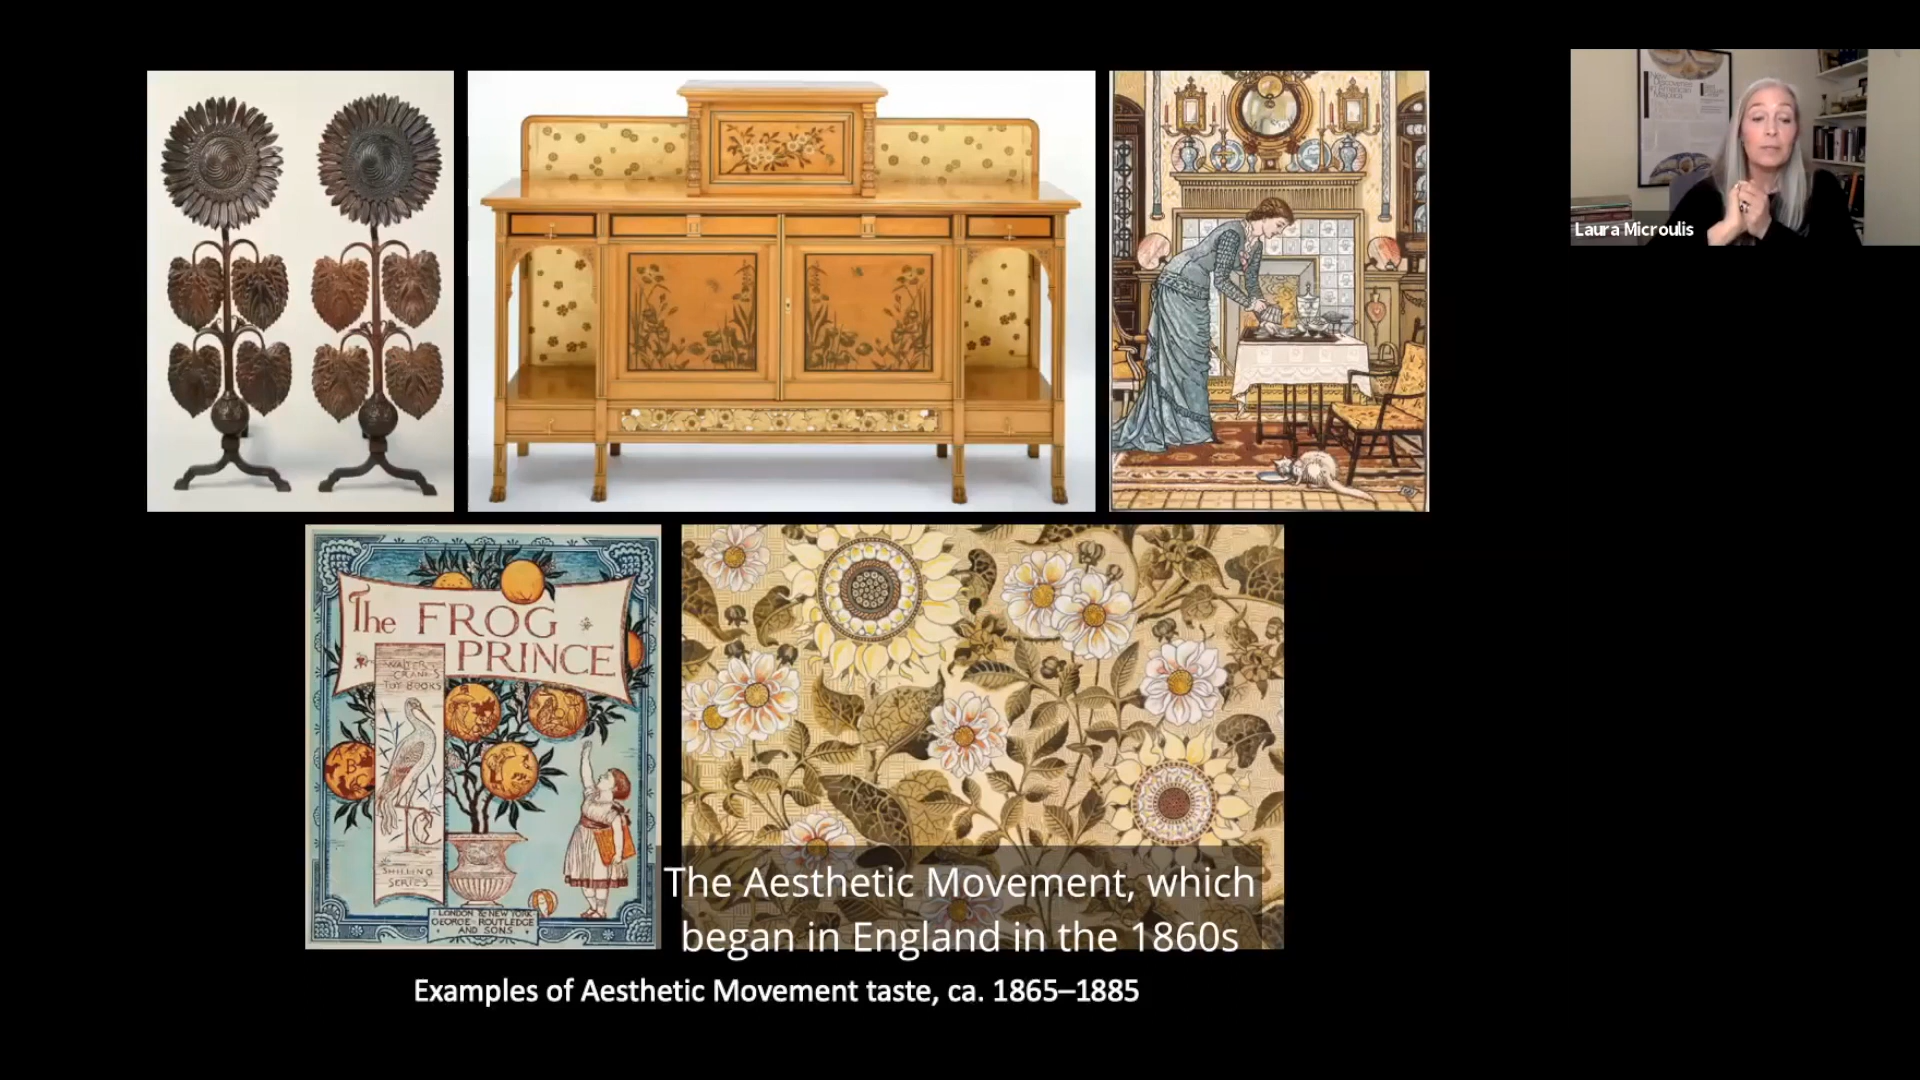 Laura Microulis
The FROG
PRINCE
WALTER
CRANE'S
TOY BOOKS
SHILLING
SERIES
LONDON & NEW YORK
GEORGE ROUTLEDGE
AND SONS
The Aesthetic Movement, which
began in England in the 1860s
Examples of Aesthetic Movement taste, ca. 1865–1885